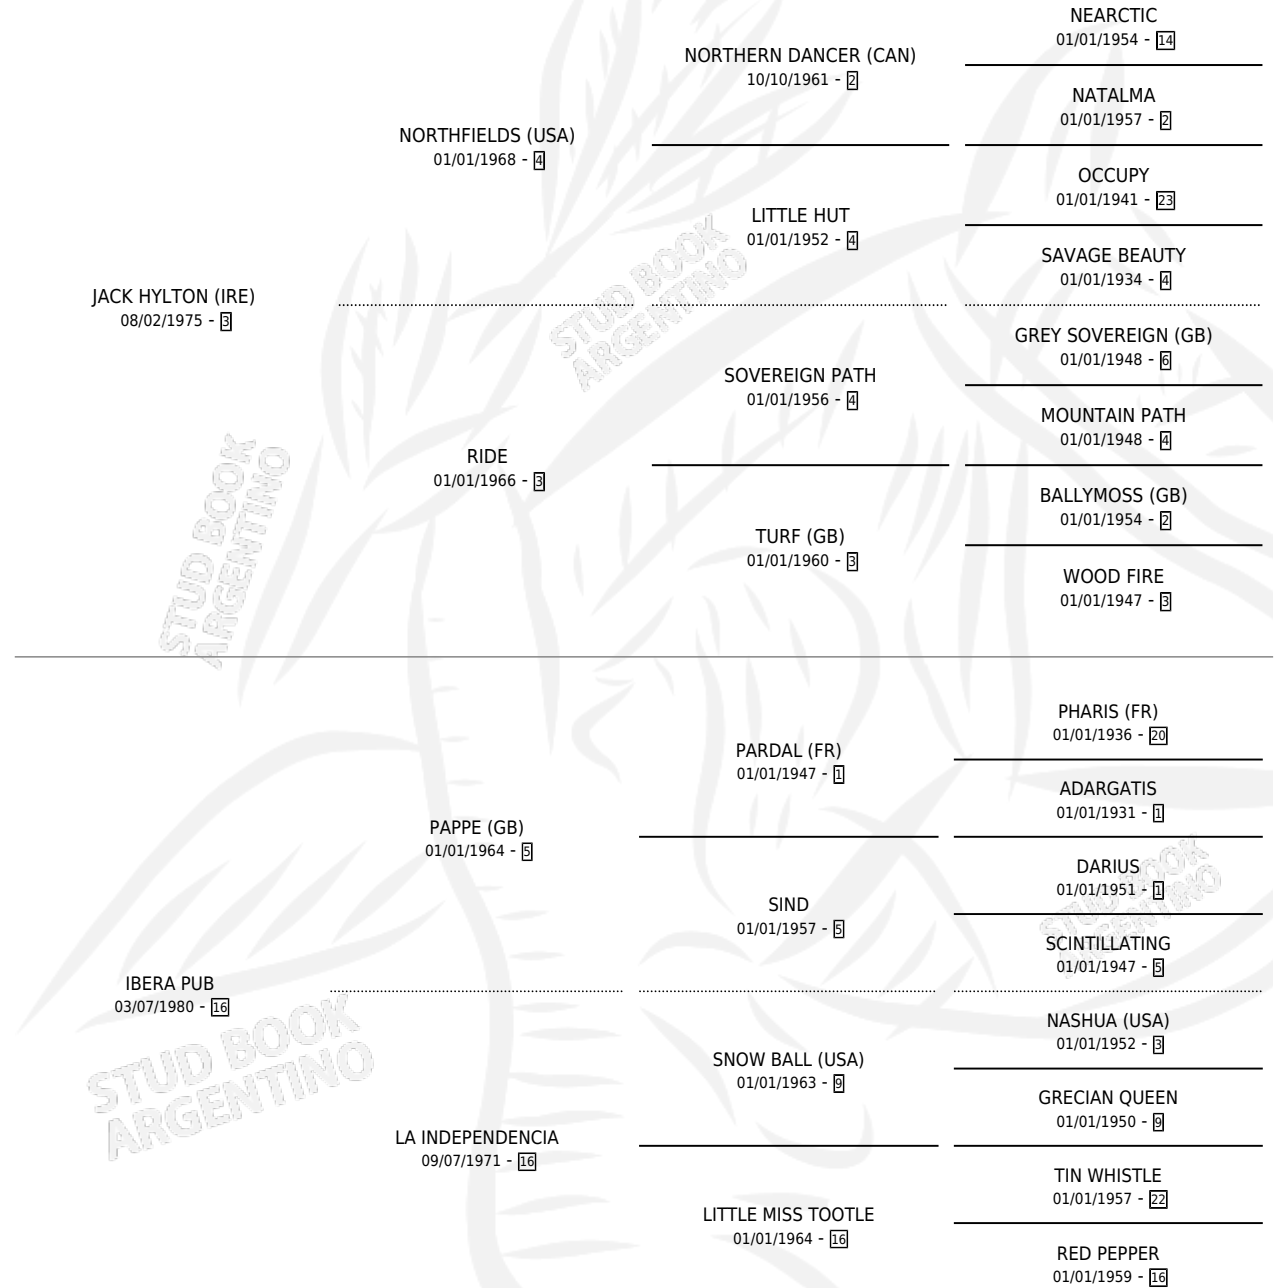 NEARCTIC
01/01/1954 - 14
NORTHERN DANCER (CAN)
10/10/1961 - 2
NATALMA
01/01/1957 - 2
NORTHFIELDS (USA)
01/01/1968 - 4
OCCUPY
01/01/1941 - 23
LITTLE HUT
01/01/1952 - 4
SAVAGE BEAUTY
01/01/1934 - 4
JACK HYLTON (IRE)
08/02/1975 - 3
GREY SOVEREIGN (GB)
01/01/1948 - 6
SOVEREIGN PATH
01/01/1956 - 4
MOUNTAIN PATH
01/01/1948 - 4
RIDE
01/01/1966 - 3
BALLYMOSS (GB)
01/01/1954 - 2
TURF (GB)
01/01/1960 - 3
WOOD FIRE
01/01/1947 - 3
PHARIS (FR)
01/01/1936 - 20
PARDAL (FR)
01/01/1947 - 1
ADARGATIS
01/01/1931 - 1
PAPPE (GB)
01/01/1964 - 5
DARIUS
01/01/1951 - 1
SIND
01/01/1957 - 5
SCINTILLATING
01/01/1947 - 5
IBERA PUB
03/07/1980 - 16
NASHUA (USA)
01/01/1952 - 3
SNOW BALL (USA)
01/01/1963 - 9
GRECIAN QUEEN
01/01/1950 - 9
LA INDEPENDENCIA
09/07/1971 - 16
TIN WHISTLE
01/01/1957 - 22
LITTLE MISS TOOTLE
01/01/1964 - 16
RED PEPPER
01/01/1959 - 16
STUD BOOK
ARGENTINO
STUD BOOK
ARGENTINO
STUD BOOK
ARGENTINO
STUD BOOK
ARGENTINO